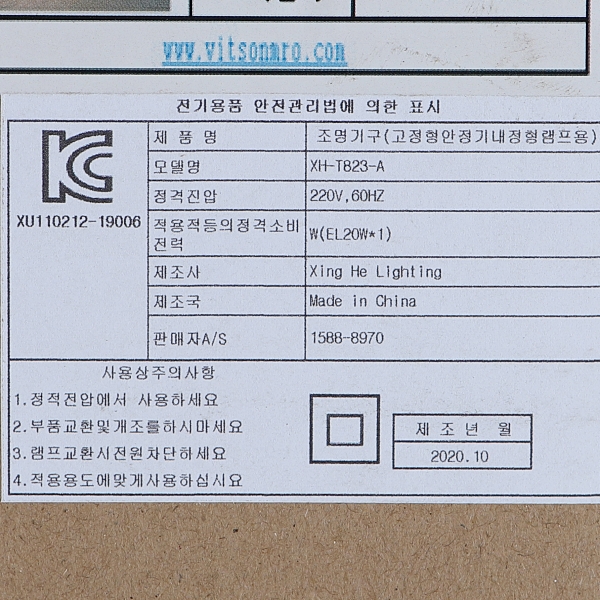 www.vitsonmro.com
전기용품 안전관리법에 의한 표시
제 품 명 조명기구(고정형안정기내정형램프용)
모델명 XH-T823-A
정격진압 220V,60HZ
XU110212-19006
적용적등의정격소비
전력 W(EL20W*1)
제조사 Xing He Lighting
제조국 Made in China
판매자A/S 1588-8970
사용상주의사항
1.정적전압에서 사용하세요
2.부품교환및개조를하시마세요
3.램프교환시전원차단하세요
4.적용용도에맞게사용하십시요
제 조 년 월
2020.10